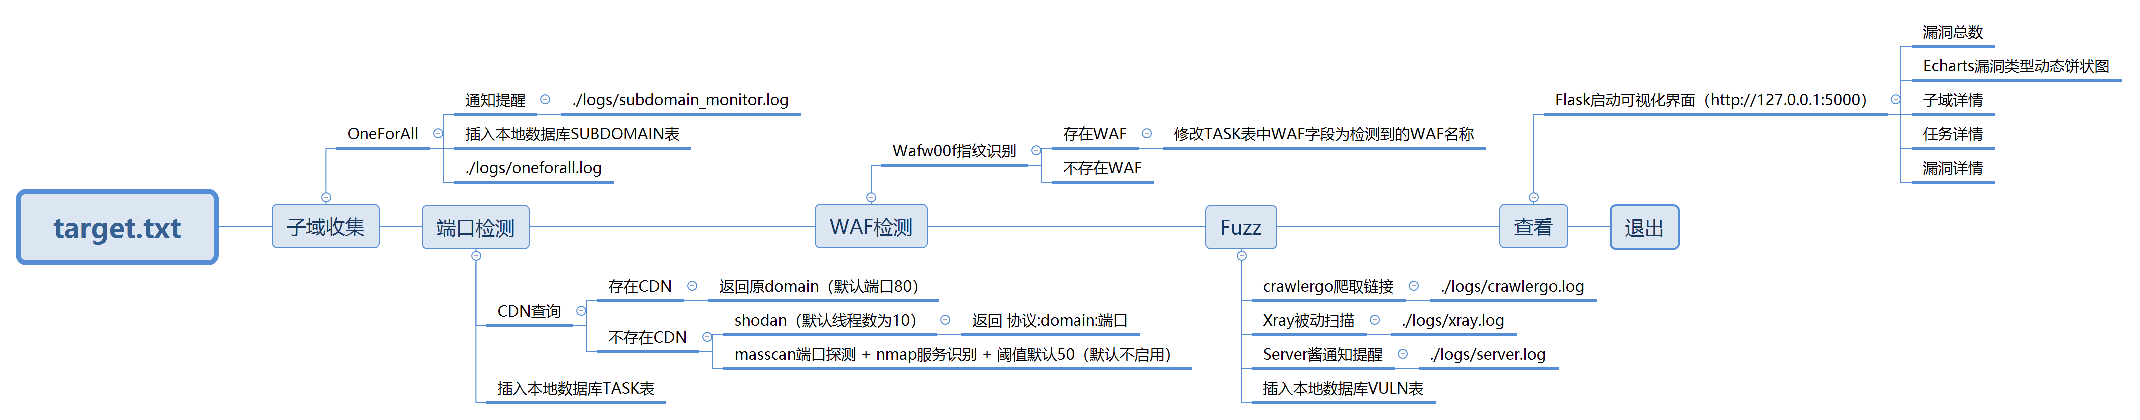 target.txt
子域收集
OneForAll
通知提醒
./logs/subdomain_monitor.log
插入本地数据库SUBDOMAIN表
./logs/oneforall.log
端口检测
CDN查询
存在CDN
返回原domain（默认端口80）
不存在CDN
shodan（默认线程数为10）
返回 协议:domain:端口
masscan端口探测 + nmap服务识别 + 阈值默认50（默认不启用）
插入本地数据库TASK表
WAF检测
Wafw00f指纹识别
存在WAF
修改TASK表中WAF字段为检测到的WAF名称
不存在WAF
Fuzz
crawlergo爬取链接
./logs/crawlergo.log
Xray被动扫描
./logs/xray.log
Server酱通知提醒
./logs/server.log
插入本地数据库VULN表
查看
Flask启动可视化界面（http://127.0.0.1:5000）
漏洞总数
Echarts漏洞类型动态饼状图
子域详情
任务详情
漏洞详情
退出